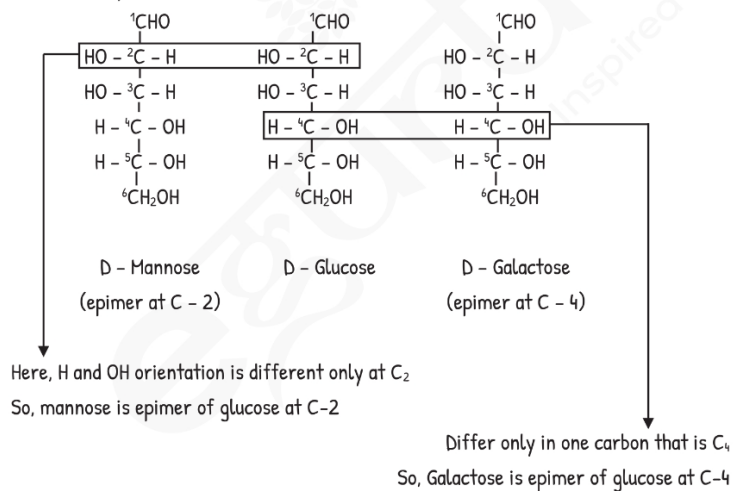 ¹CHO ¹CHO ¹CHO
HO – ²C – H HO – ²C – H HO – ²C – H
HO – ³C – H HO – ³C – H HO – ³C – H
H – ⁴C – OH H – ⁴C – OH H – ⁴C – OH
H – ⁵C – OH H – ⁵C – OH H – ⁵C – OH
⁶CH₂OH ⁶CH₂OH ⁶CH₂OH
D – Mannose D – Glucose D – Galactose
(epimer at C – 2) (epimer at C – 4)
Here, H and OH orientation is different only at C₂
So, mannose is epimer of glucose at C-2
Differ only in one carbon that is C₄
So, Galactose is epimer of glucose at C-4
inspired